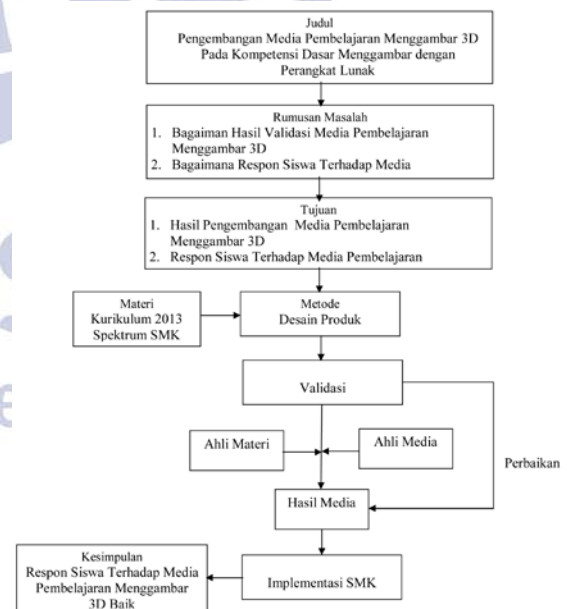 Judul
Pengembangan Media Pembelajaran Menggambar 3D
Pada Kompetensi Dasar Menggambar dengan
Perangkat Lunak
Rumusan Masalah
1. Bagaiman Hasil Validasi Media Pembelajaran
Menggambar 3D
2. Bagaimana Respon Siswa Terhadap Media
Tujuan
1. Hasil Pengembangan Media Pembelajaran
Menggambar 3D
2. Respon Siswa Terhadap Media Pembelajaran
Materi
Kurikulum 2013
Spektrum SMK
Metode
Desain Produk
Validasi
Ahli Materi
Ahli Media
Perbaikan
Hasil Media
Kesimpulan
Respon Siswa Terhadap Media
Pembelajaran Menggambar
3D Baik
Implementasi SMK